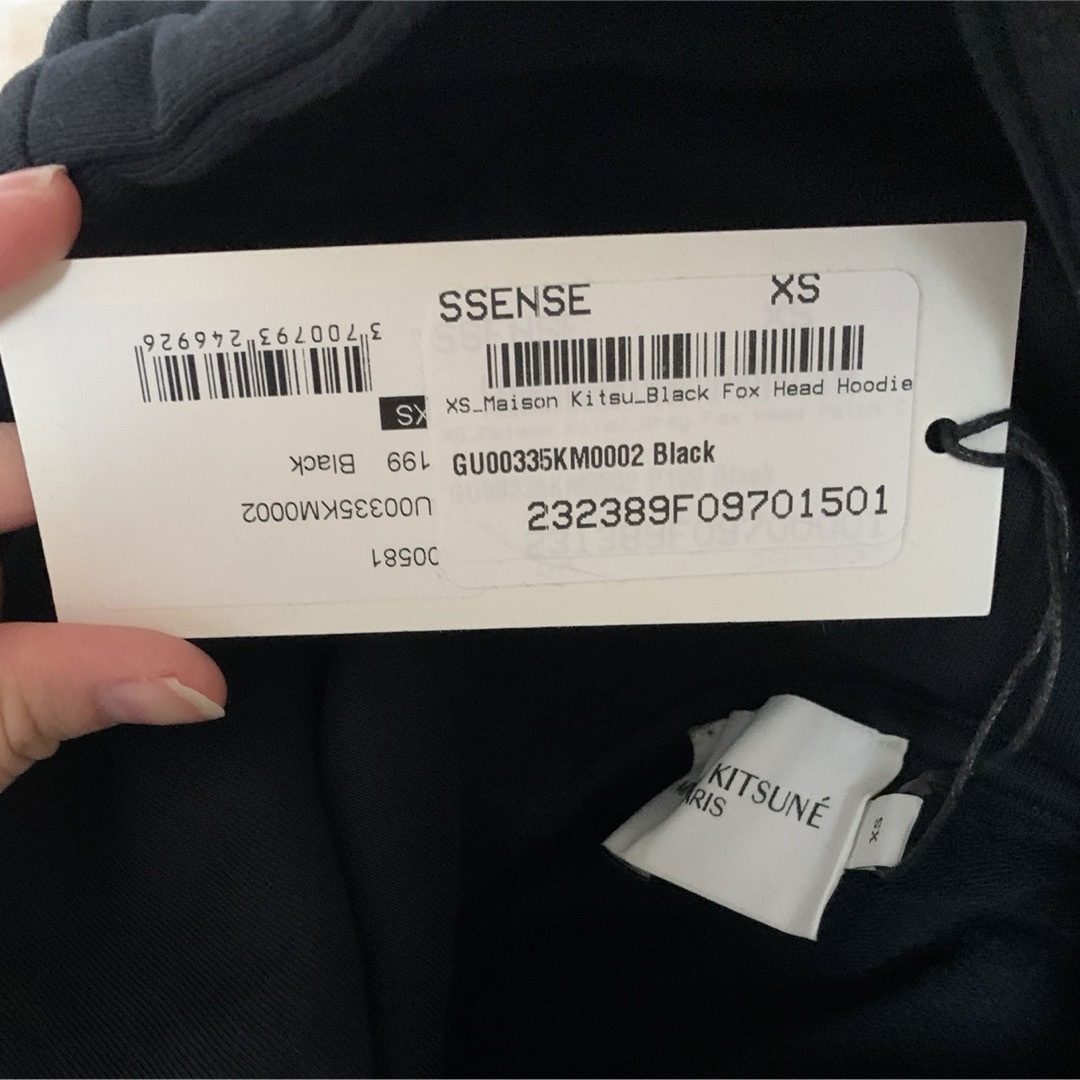 SSENSE XS
XS_Maison Kitsu_Black Fox Head Hoodie
GU00335KM0002 Black
232389F09701501
3 700793 246926
XS
199 Black
U00335KM0002
00581
KITSUNÉ
XS